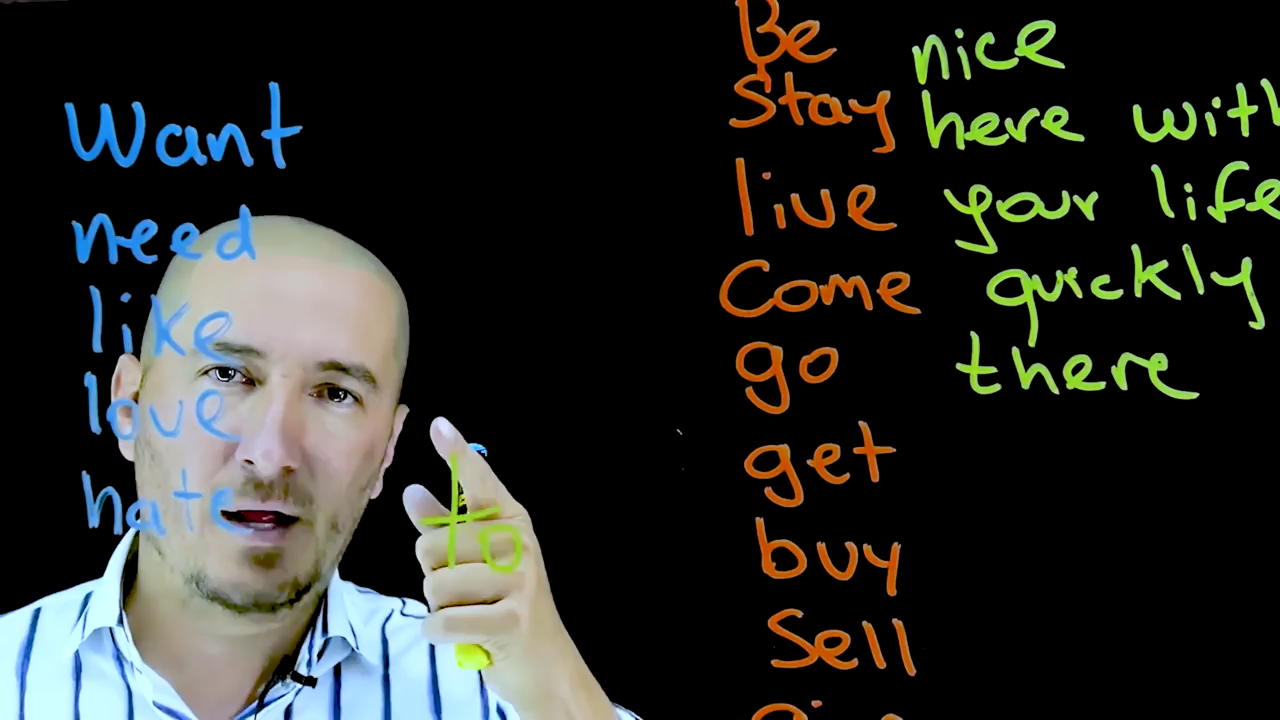 Want
need
like
love
hate
to
Be nice
Stay here with
live your life
Come quickly
go there
get
buy
Sell